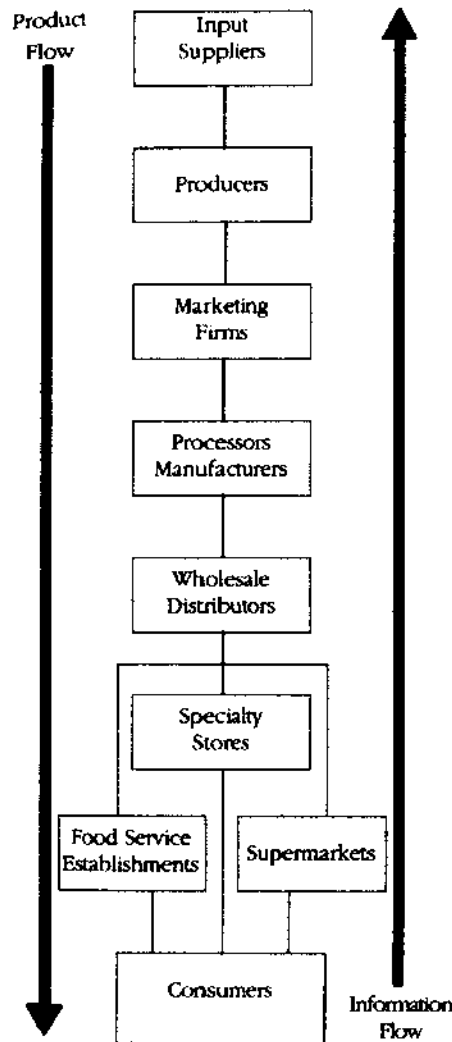 Product
Flow
Input
Suppliers
Producers
Marketing
Firms
Processors
Manufacturers
Wholesale
Distributors
Specialty
Stores
Food Service
Establishments
Supermarkets
Consumers
Information
Flow